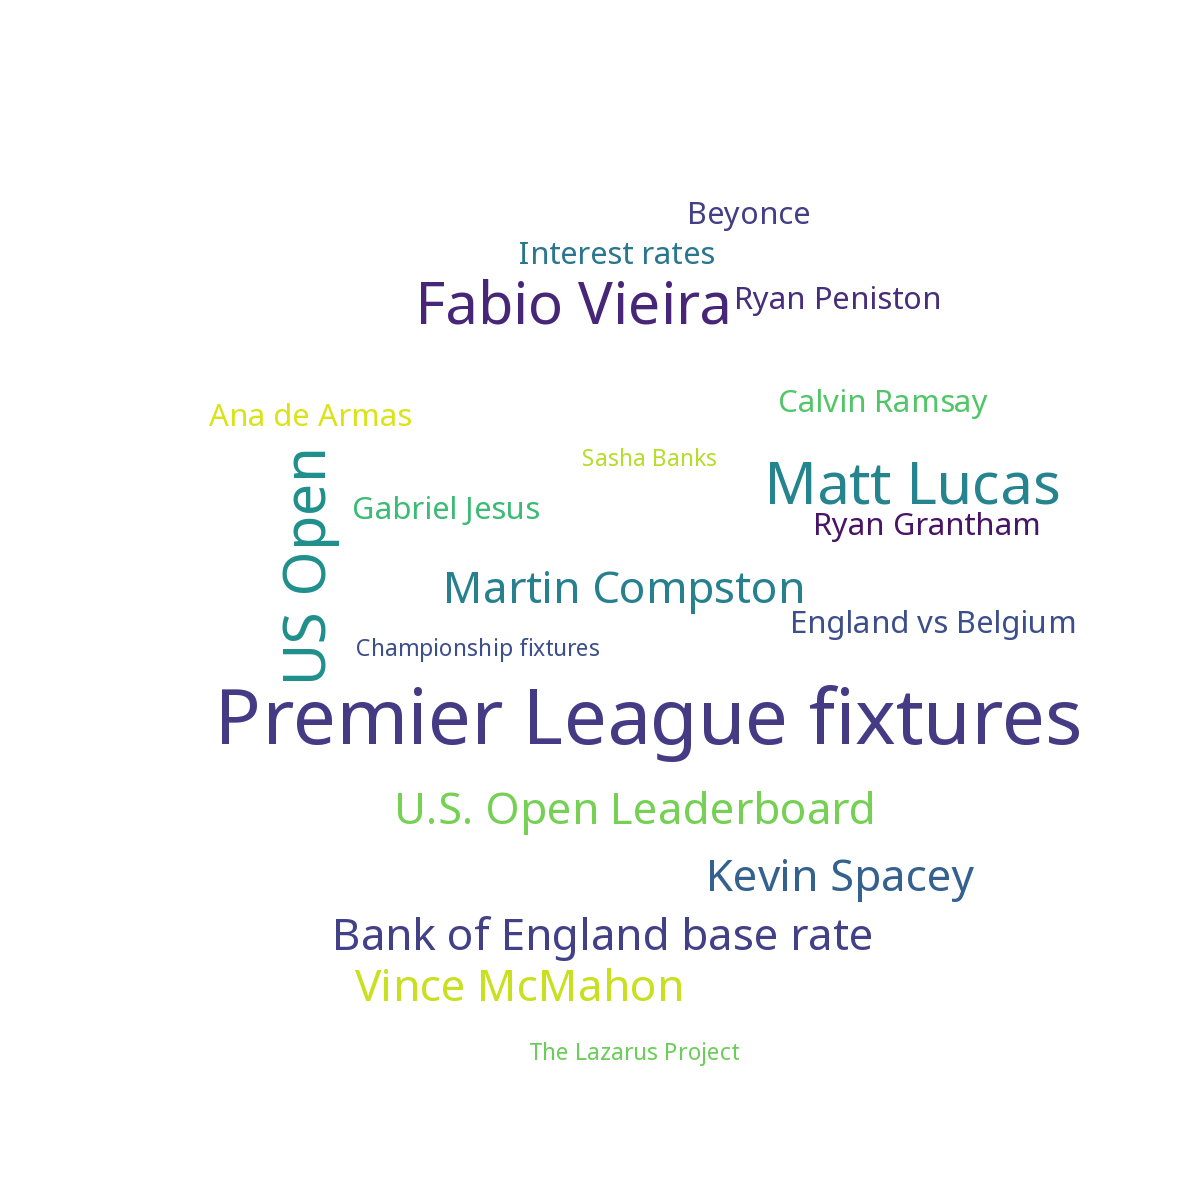 Beyonce
Interest rates
Fabio Vieira
Ryan Peniston
Ana de Armas
Calvin Ramsay
Sasha Banks
Matt Lucas
US Open
Gabriel Jesus
Ryan Grantham
Martin Compston
England vs Belgium
Championship fixtures
Premier League fixtures
U.S. Open Leaderboard
Kevin Spacey
Bank of England base rate
Vince McMahon
The Lazarus Project